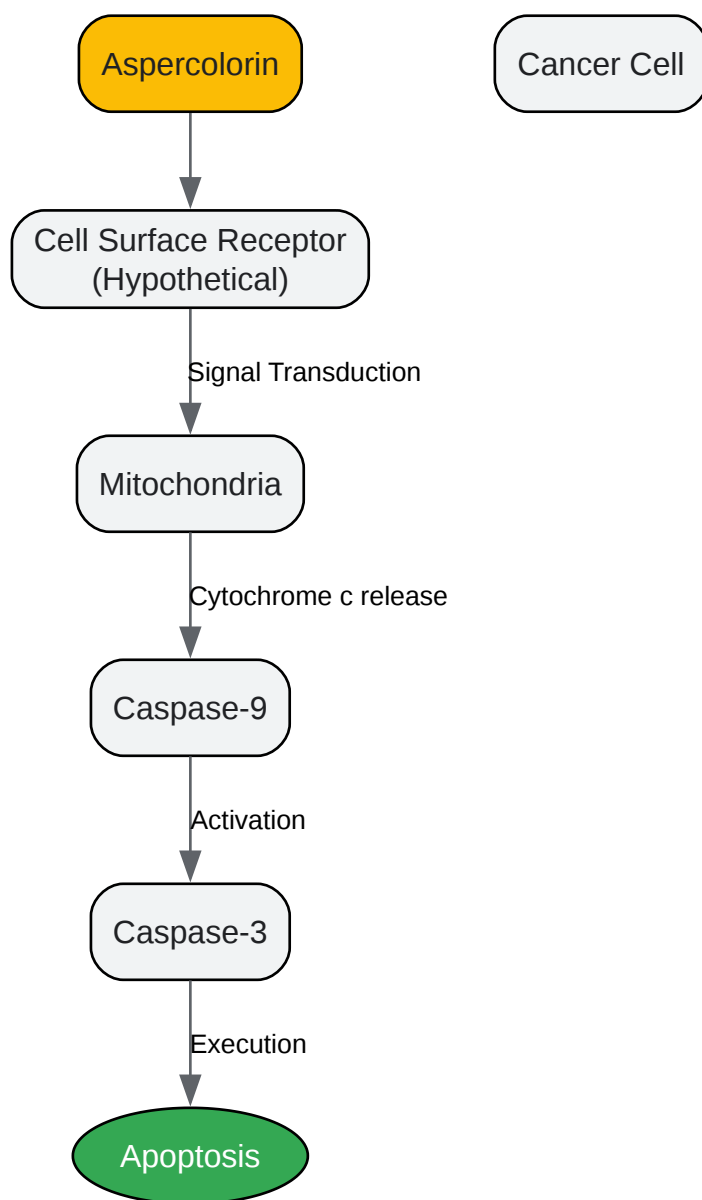 Aspercolorin
Cancer Cell
Cell Surface Receptor
(Hypothetical)
Signal Transduction
Mitochondria
Cytochrome c release
Caspase-9
Activation
Caspase-3
Execution
Apoptosis